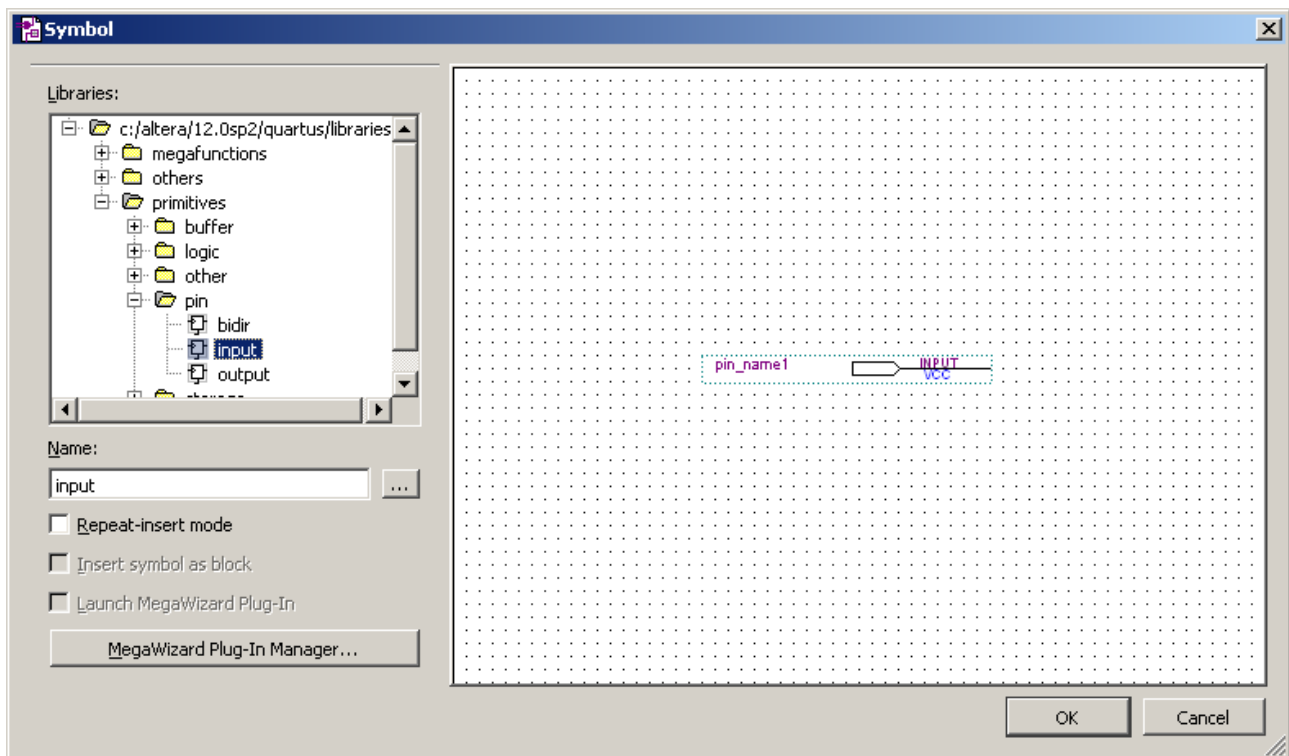 Symbol
Libraries:
c:/altera/12.0sp2/quartus/libraries
megafunctions
others
primitives
buffer
logic
other
pin
bidir
input
output
Name:
input
...
Repeat-insert mode
Insert symbol as block
Launch MegaWizard Plug-In
MegaWizard Plug-In Manager...
pin_name1
INPUT
VCC
OK
Cancel